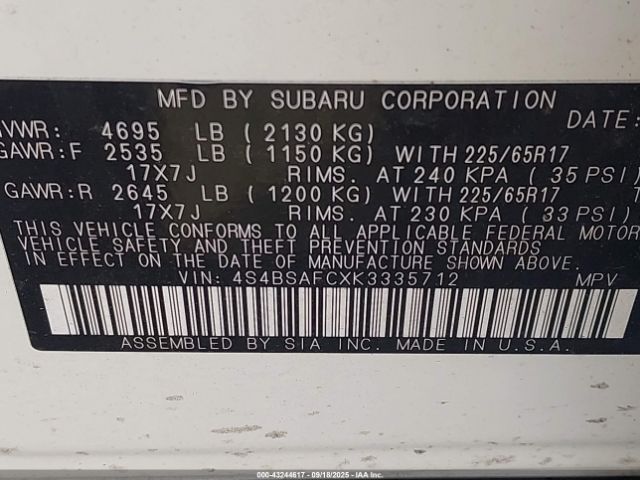 MFD BY SUBARU CORPORATION DATE:
VWR: 4695 LB ( 2130 KG)
GAWR:F 2535 LB ( 1150 KG) WITH 225/65R17
17X7J RIMS. AT 240 KPA ( 35 PSI)
GAWR:R 2645 LB ( 1200 KG) WITH 225/65R17
17X7J RIMS. AT 230 KPA ( 33 PSI)
THIS VEHICLE CONFORMS TO ALL APPLICABLE FEDERAL MOTOR
VEHICLE SAFETY AND THEFT PREVENTION STANDARDS
IN EFFECT ON THE DATE OF MANUFACTURE SHOWN ABOVE.
VIN: 4S4BSAFCXK3335712 MPV
ASSEMBLED BY SIA INC. MADE IN U.S.A.
000-43244617 - 09/18/2025 - IAAI.com